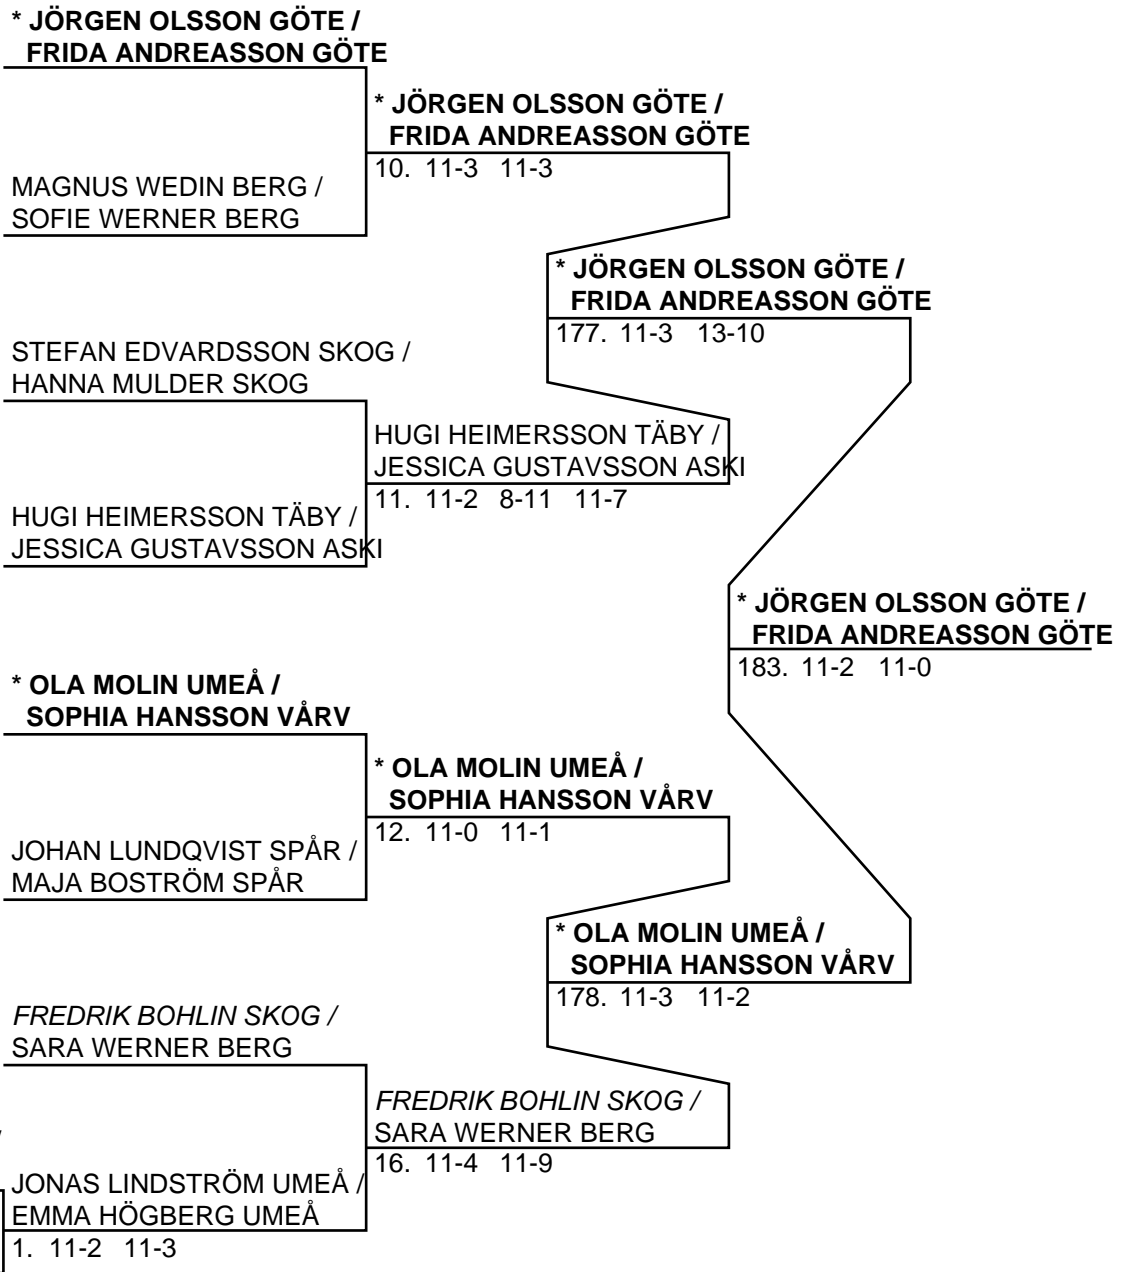 * JÖRGEN OLSSON GÖTE /
FRIDA ANDREASSON GÖTE
* JÖRGEN OLSSON GÖTE /
FRIDA ANDREASSON GÖTE
10. 11-3 11-3
MAGNUS WEDIN BERG /
SOFIE WERNER BERG
* JÖRGEN OLSSON GÖTE /
FRIDA ANDREASSON GÖTE
177. 11-3 13-10
STEFAN EDVARDSSON SKOG /
HANNA MULDER SKOG
HUGI HEIMERSSON TÄBY /
JESSICA GUSTAVSSON ASKI
11. 11-2 8-11 11-7
HUGI HEIMERSSON TÄBY /
JESSICA GUSTAVSSON ASKI
* JÖRGEN OLSSON GÖTE /
FRIDA ANDREASSON GÖTE
183. 11-2 11-0
* OLA MOLIN UMEÅ /
SOPHIA HANSSON VÅRV
* OLA MOLIN UMEÅ /
SOPHIA HANSSON VÅRV
12. 11-0 11-1
JOHAN LUNDQVIST SPÅR /
MAJA BOSTRÖM SPÅR
* OLA MOLIN UMEÅ /
SOPHIA HANSSON VÅRV
178. 11-3 11-2
FREDRIK BOHLIN SKOG /
SARA WERNER BERG
FREDRIK BOHLIN SKOG /
SARA WERNER BERG
16. 11-4 11-9
JONAS LINDSTRÖM UMEÅ /
EMMA HÖGBERG UMEÅ
1. 11-2 11-3